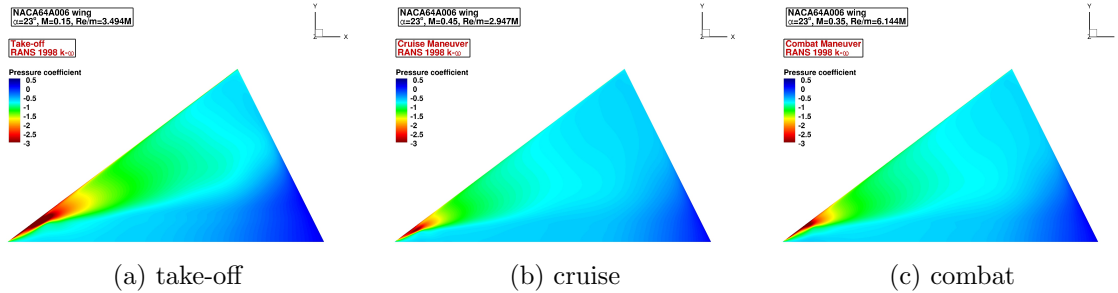 NACA64A006 wing
α=23°, M=0.15, Re/m=3.494M
Take-off
RANS 1998 k-ω
Pressure coefficient
0.5
0
-0.5
-1
-1.5
-2
-2.5
-3
Y
Z
X
(a) take-off
NACA64A006 wing
α=23°, M=0.45, Re/m=2.947M
Cruise Maneuver
RANS 1998 k-ω
Pressure coefficient
0.5
0
-0.5
-1
-1.5
-2
-2.5
-3
Y
Z
X
(b) cruise
NACA64A006 wing
α=23°, M=0.35, Re/m=6.144M
Combat Maneuver
RANS 1998 k-ω
Pressure coefficient
0.5
0
-0.5
-1
-1.5
-2
-2.5
-3
Y
Z
X
(c) combat